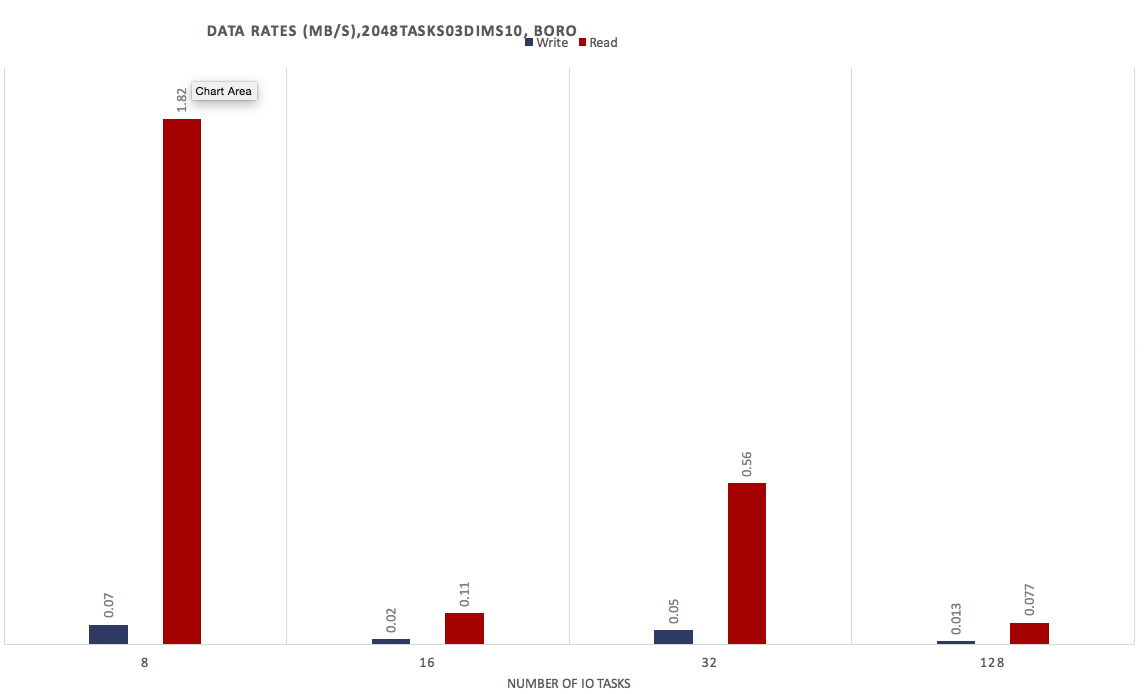 DATA RATES (MB/S),2048TASKS03DIMS10, BORO
Write Read
Chart Area
1.82
0.07
0.02
0.11
0.05
0.56
0.013
0.077
8 16 32 128
NUMBER OF IO TASKS